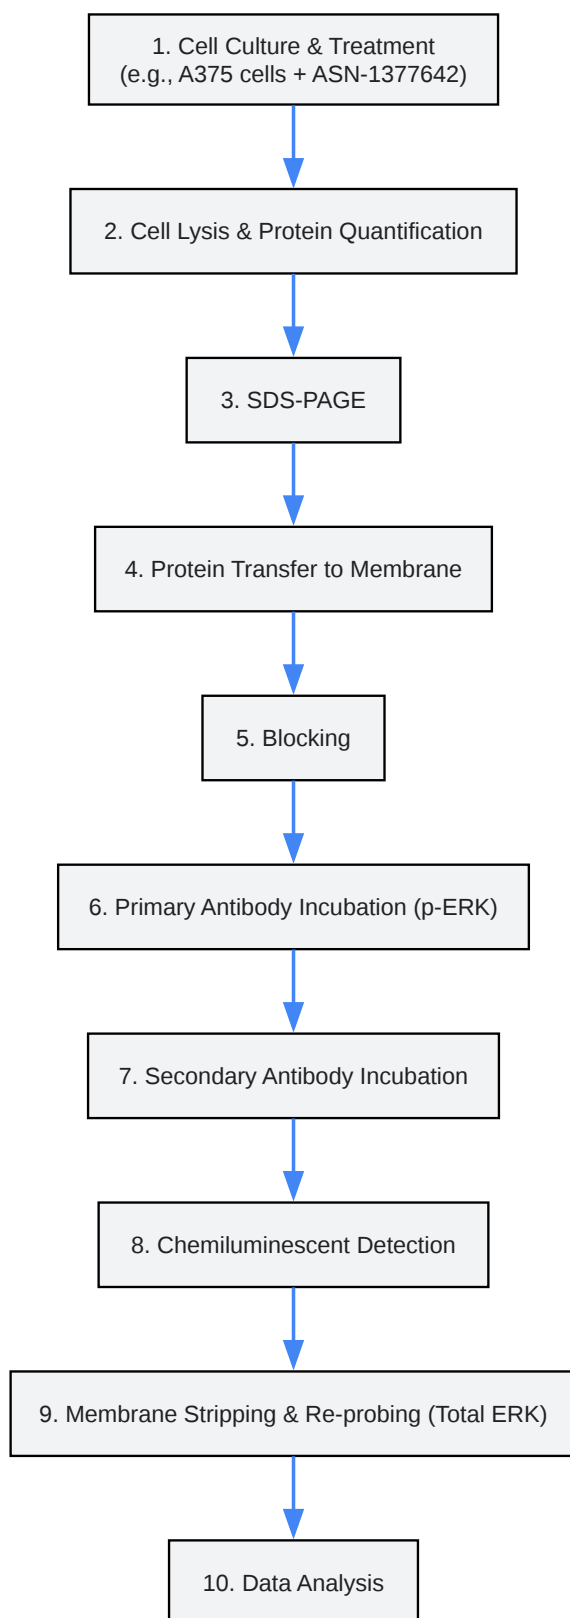 1. Cell Culture & Treatment
(e.g., A375 cells + ASN-1377642)
2. Cell Lysis & Protein Quantification
3. SDS-PAGE
4. Protein Transfer to Membrane
5. Blocking
6. Primary Antibody Incubation (p-ERK)
7. Secondary Antibody Incubation
8. Chemiluminescent Detection
9. Membrane Stripping & Re-probing (Total ERK)
10. Data Analysis